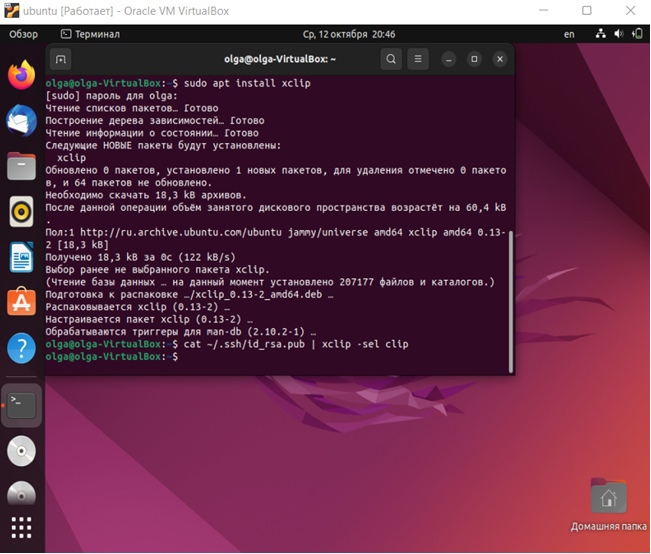 ubuntu [Работает] - Oracle VM VirtualBox
Обзор Терминал Ср, 12 октября 20:46 en
olga@olga-VirtualBox: ~
olga@olga-VirtualBox:~$ sudo apt install xclip
[sudo] пароль для olga:
Чтение списков пакетов… Готово
Построение дерева зависимостей… Готово
Чтение информации о состоянии… Готово
Следующие НОВЫЕ пакеты будут установлены:
xclip
Обновлено 0 пакетов, установлено 1 новых пакетов, для удаления отмечено 0 пакето
в, и 64 пакетов не обновлено.
Необходимо скачать 18,3 kB архивов.
После данной операции объём занятого дискового пространства возрастёт на 60,4 kB
.
Пол:1 http://ru.archive.ubuntu.com/ubuntu jammy/universe amd64 xclip amd64 0.13-
2 [18,3 kB]
Получено 18,3 kB за 0с (122 kB/s)
Выбор ранее не выбранного пакета xclip.
(Чтение базы данных … на данный момент установлено 207177 файлов и каталогов.)
Подготовка к распаковке …/xclip_0.13-2_amd64.deb …
Распаковывается xclip (0.13-2) …
Настраивается пакет xclip (0.13-2) …
Обрабатываются триггеры для man-db (2.10.2-1) …
olga@olga-VirtualBox:~$ cat ~/.ssh/id_rsa.pub | xclip -sel clip
olga@olga-VirtualBox:~$
Домашняя папка